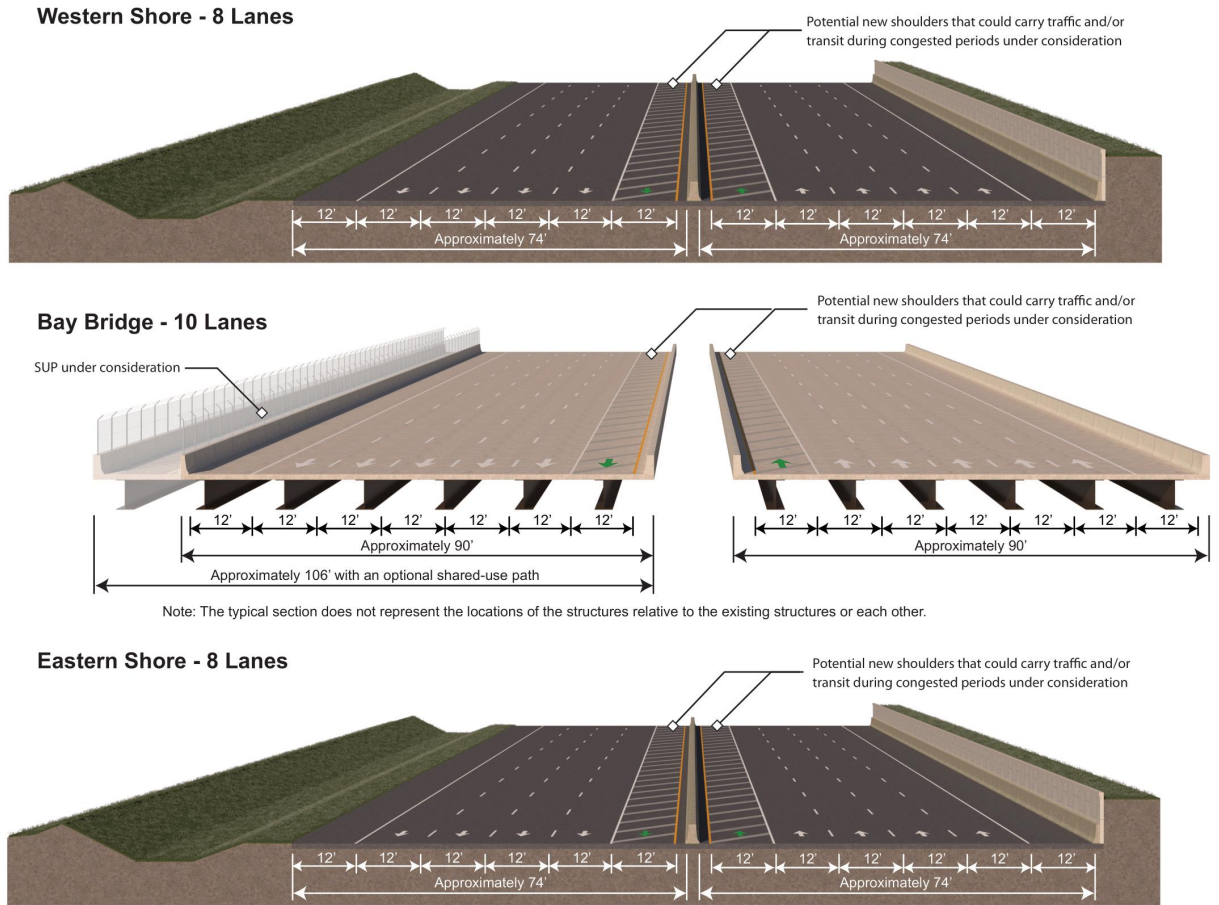 Western Shore - 8 Lanes
Potential new shoulders that could carry traffic and/or
transit during congested periods under consideration
12' 12' 12' 12' 12' 12' 12' 12' 12' 12' 12' 12'
Approximately 74' Approximately 74'
Bay Bridge - 10 Lanes
Potential new shoulders that could carry traffic and/or
transit during congested periods under consideration
SUP under consideration
12' 12' 12' 12' 12' 12' 12' 12' 12' 12' 12' 12' 12' 12'
Approximately 90' Approximately 90'
Approximately 106' with an optional shared-use path
Note: The typical section does not represent the locations of the structures relative to the existing structures or each other.
Eastern Shore - 8 Lanes
Potential new shoulders that could carry traffic and/or
transit during congested periods under consideration
12' 12' 12' 12' 12' 12' 12' 12' 12' 12' 12' 12'
Approximately 74' Approximately 74'